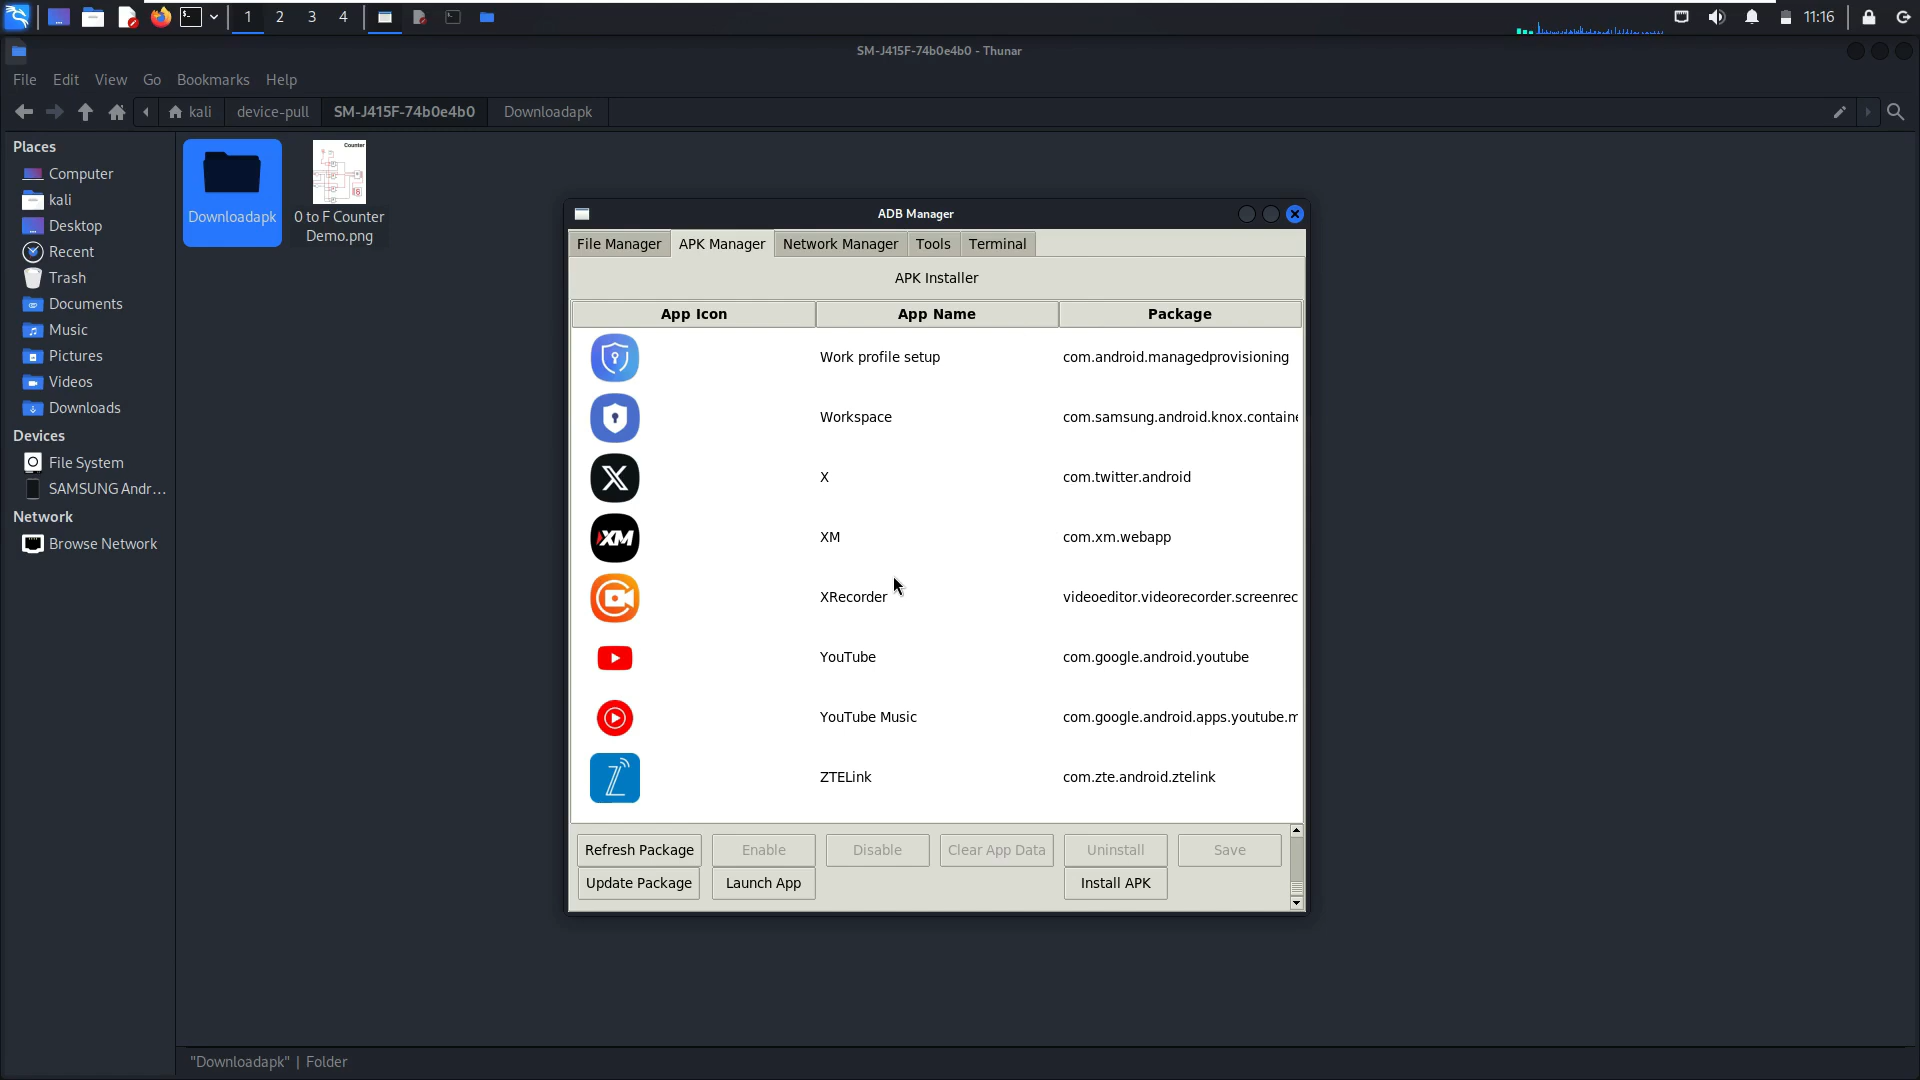 1 2 3 4
11:16
SM-J415F-74b0e4b0 - Thunar
File Edit View Go Bookmarks Help
kali device-pull SM-J415F-74b0e4b0 Downloadapk
Places
Computer
kali
Desktop
Recent
Trash
Documents
Music
Pictures
Videos
Downloads
Devices
File System
SAMSUNG Andr...
Network
Browse Network
Downloadapk
Counter
0 to F Counter
Demo.png
ADB Manager
File Manager APK Manager Network Manager Tools Terminal
APK Installer
App Icon App Name Package
Work profile setup com.android.managedprovisioning
Workspace com.samsung.android.knox.containe
X com.twitter.android
XM XM com.xm.webapp
XRecorder videoeditor.videorecorder.screenrec
YouTube com.google.android.youtube
YouTube Music com.google.android.apps.youtube.m
ZTELink com.zte.android.ztelink
Refresh Package Enable Disable Clear App Data Uninstall Save
Update Package Launch App Install APK
"Downloadapk" | Folder